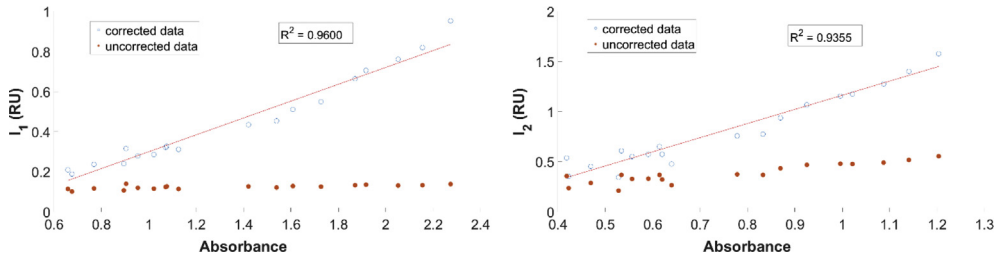 1
0.8
0.6
0.4
0.2
0
I1 (RU)
corrected data
uncorrected data
R2 = 0.9600
0.6 0.8 1 1.2 1.4 1.6 1.8 2 2.2 2.4
Absorbance
2
1.5
1
0.5
0
I2 (RU)
corrected data
uncorrected data
R2 = 0.9355
0.4 0.5 0.6 0.7 0.8 0.9 1 1.1 1.2 1.3
Absorbance